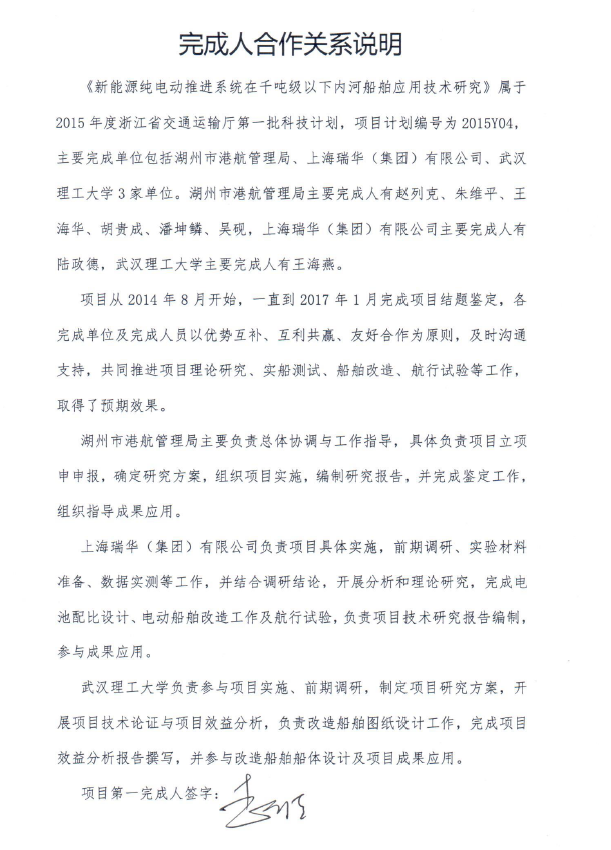 完成人合作关系说明
《新能源纯电动推进系统在千吨级以下内河船舶应用技术研究》属于
2015年度浙江省交通运输厅第一批科技计划，项目计划编号为2015Y04，
主要完成单位包括湖州市港航管理局、上海瑞华（集团）有限公司、武汉
理工大学3家单位。湖州市港航管理局主要完成人有赵列克、朱维平、王
海华、胡贵成、潘坤鳞、吴砚，上海瑞华（集团）有限公司主要完成人有
陆政德，武汉理工大学主要完成人有王海燕。
项目从2014年8月开始，一直到2017年1月完成项目结题鉴定，各
完成单位及完成人员以优势互补、互利共赢、友好合作为原则，及时沟通
支持，共同推进项目理论研究、实船测试、船舶改造、航行试验等工作，
取得了预期效果。
湖州市港航管理局主要负责总体协调与工作指导，具体负责项目立项
申申报，确定研究方案，组织项目实施，编制研究报告，并完成鉴定工作，
组织指导成果应用。
上海瑞华（集团）有限公司负责项目具体实施，前期调研、实验材料
准备、数据实测等工作，并结合调研结论，开展分析和理论研究，完成电
池配比设计、电动船舶改造工作及航行试验，负责项目技术研究报告编制，
参与成果应用。
武汉理工大学负责参与项目实施、前期调研，制定项目研究方案，开
展项目技术论证与项目效益分析，负责改造船舶图纸设计工作，完成项目
效益分析报告撰写，并参与改造船舶船体设计及项目成果应用。
项目第一完成人签字：